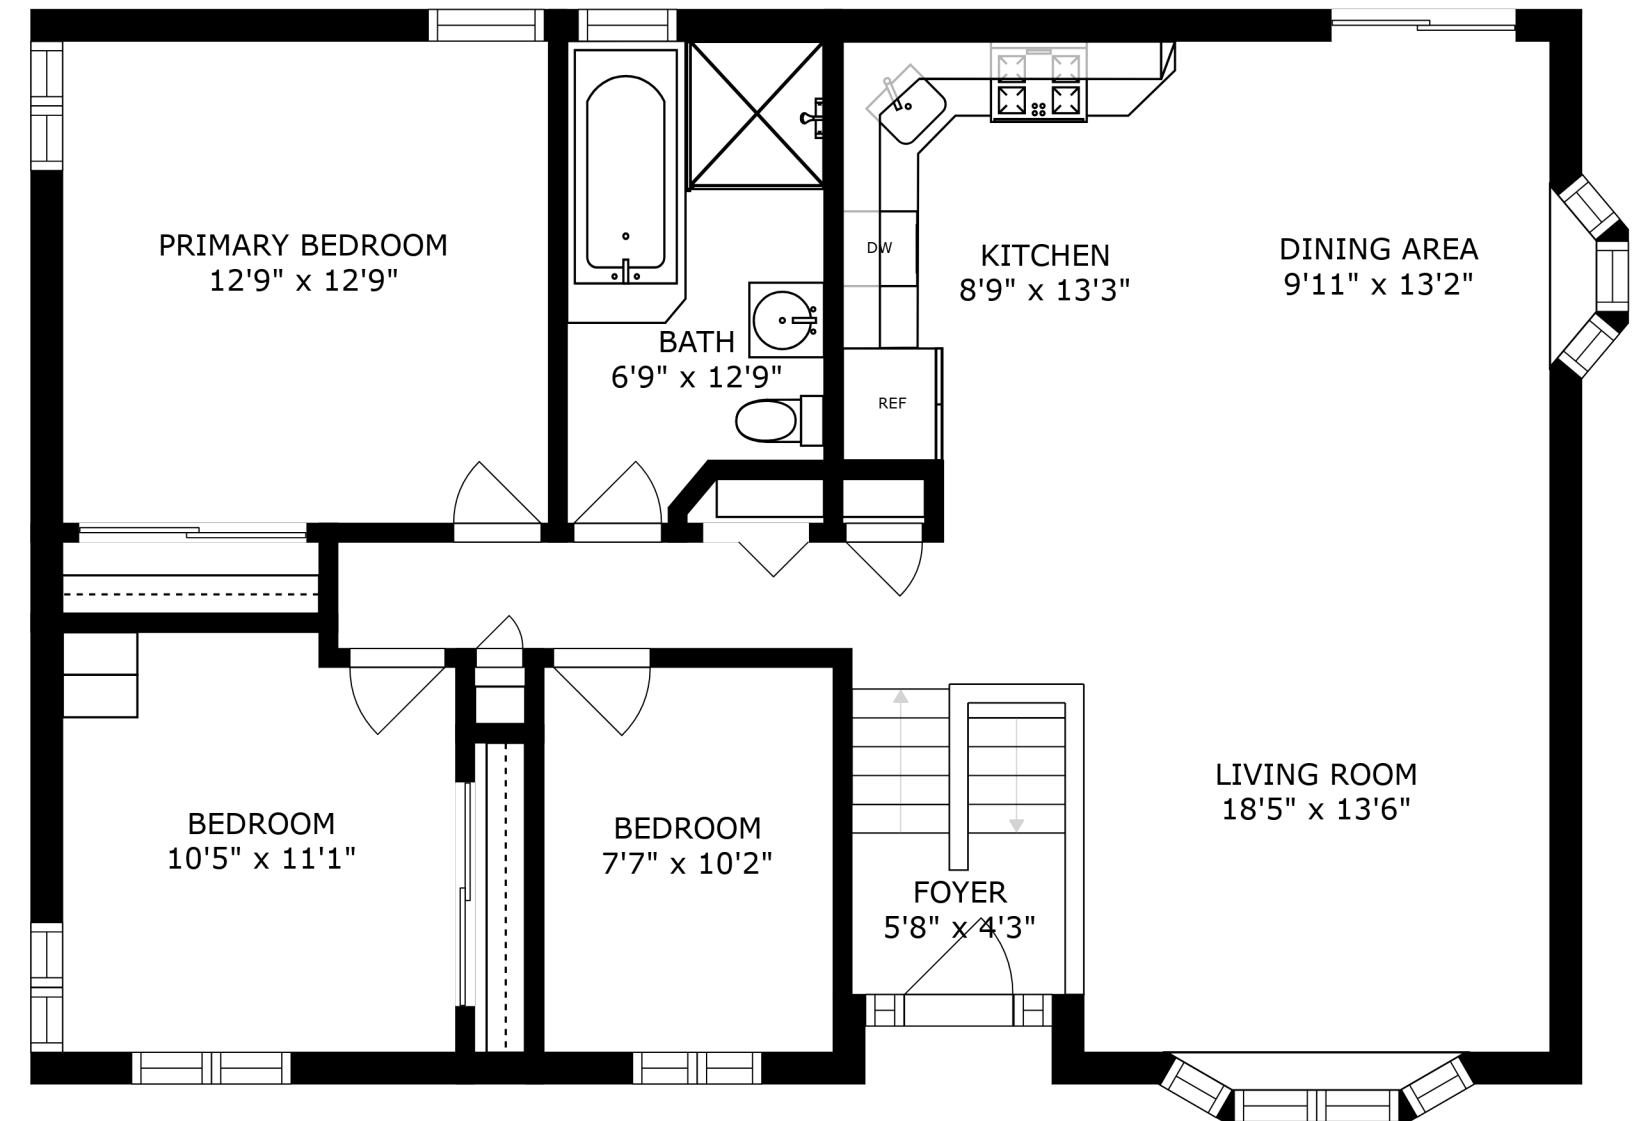 PRIMARY BEDROOM
12'9" x 12'9"
BATH
6'9" x 12'9"
DW
REF
KITCHEN
8'9" x 13'3"
DINING AREA
9'11" x 13'2"
BEDROOM
10'5" x 11'1"
BEDROOM
7'7" x 10'2"
FOYER
5'8" x 4'3"
LIVING ROOM
18'5" x 13'6"